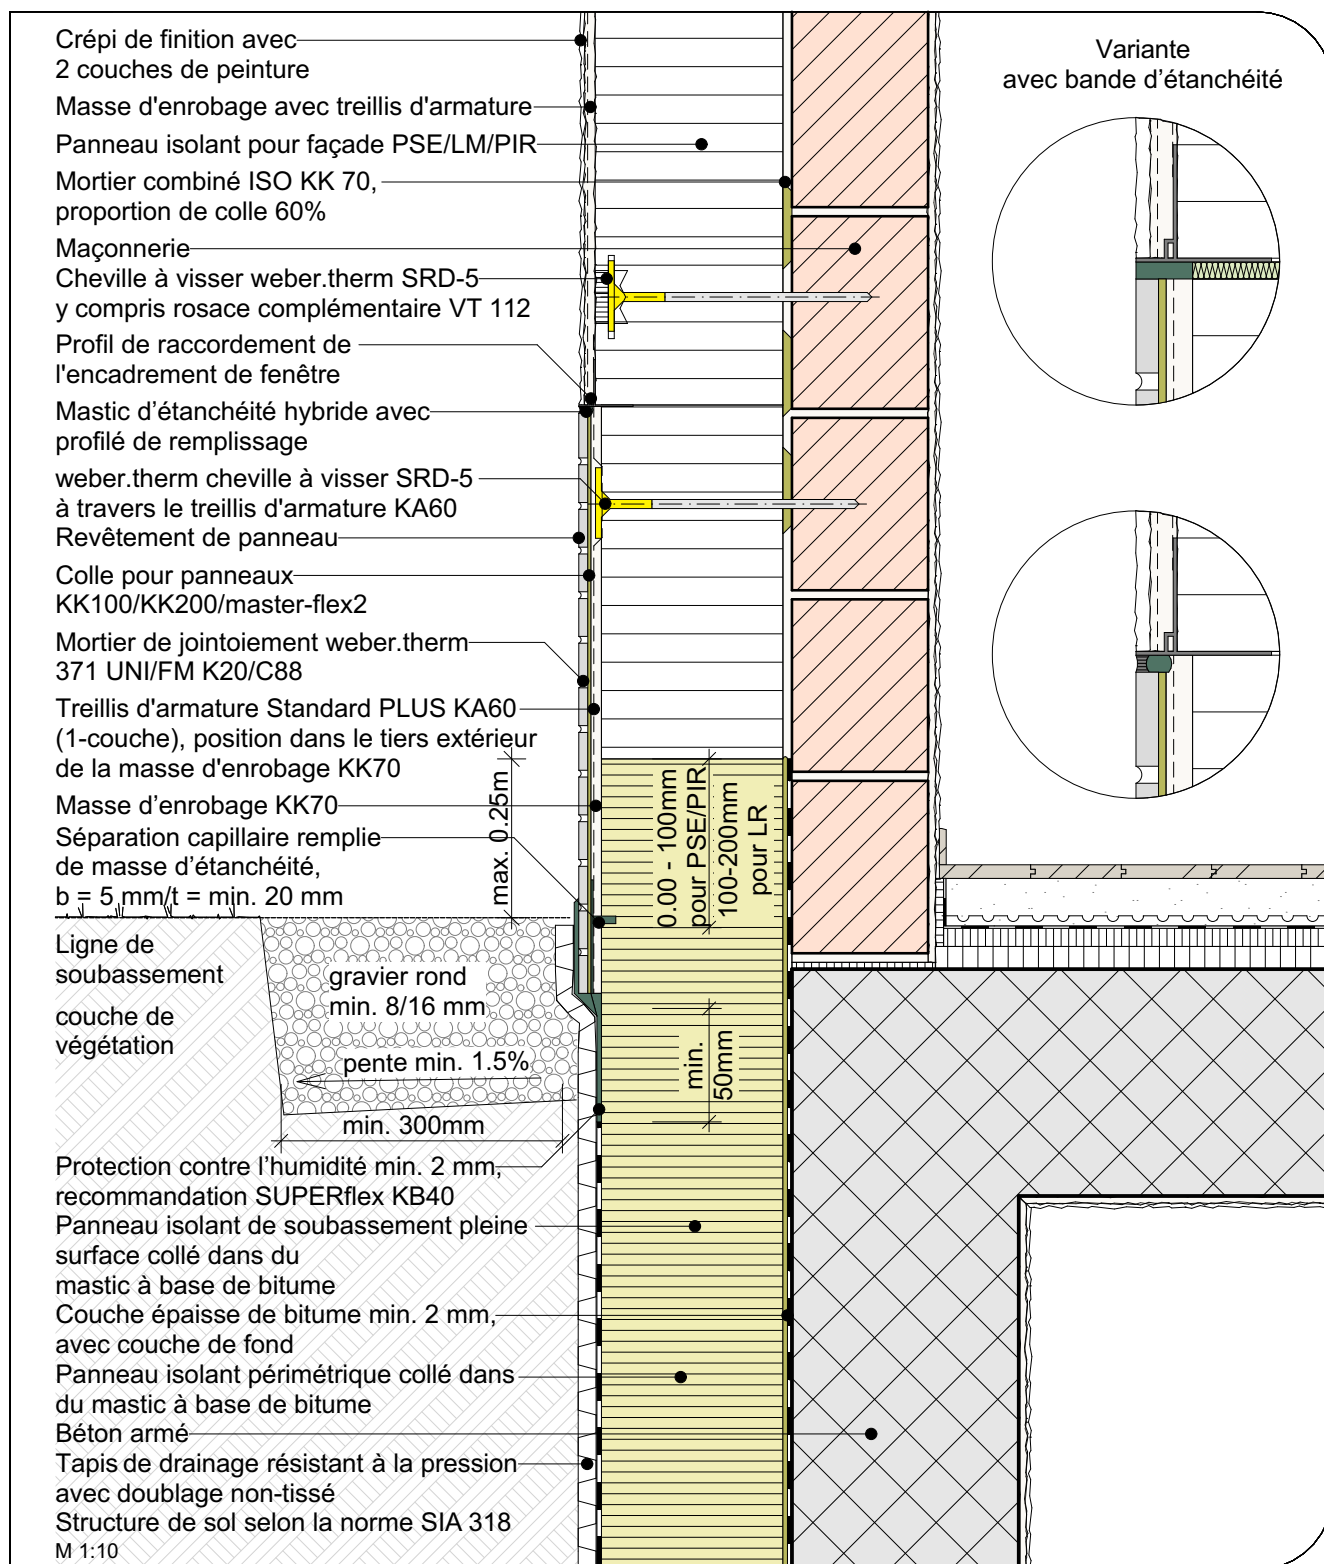 Crépi de finition avec
2 couches de peinture
Masse d'enrobage avec treillis d'armature
Panneau isolant pour façade PSE/LM/PIR
Mortier combiné ISO KK 70,
proportion de colle 60%
Maçonnerie
Cheville à visser weber.therm SRD-5
y compris rosace complémentaire VT 112
Profil de raccordement de
l'encadrement de fenêtre
Mastic d’étanchéité hybride avec
profilé de remplissage
weber.therm cheville à visser SRD-5
à travers le treillis d'armature KA60
Revêtement de panneau
Colle pour panneaux
KK100/KK200/master-flex2
Mortier de jointoiement weber.therm
371 UNI/FM K20/C88
Treillis d'armature Standard PLUS KA60
(1-couche), position dans le tiers extérieur
de la masse d'enrobage KK70
Masse d’enrobage KK70
Séparation capillaire remplie
de masse d’étanchéité,
b = 5 mm/t = min. 20 mm
max. 0.25m
0.00 - 100mm
pour PSE/PIR
100-200mm
pour LR
Ligne de
soubassement
couche de
végétation
gravier rond
min. 8/16 mm
pente min. 1.5%
min. 300mm
min.
50mm
Protection contre l’humidité min. 2 mm,
recommandation SUPERflex KB40
Panneau isolant de soubassement pleine
surface collé dans du
mastic à base de bitume
Couche épaisse de bitume min. 2 mm,
avec couche de fond
Panneau isolant périmétrique collé dans
du mastic à base de bitume
Béton armé
Tapis de drainage résistant à la pression
avec doublage non-tissé
Structure de sol selon la norme SIA 318
M 1:10
Variante
avec bande d’étanchéité